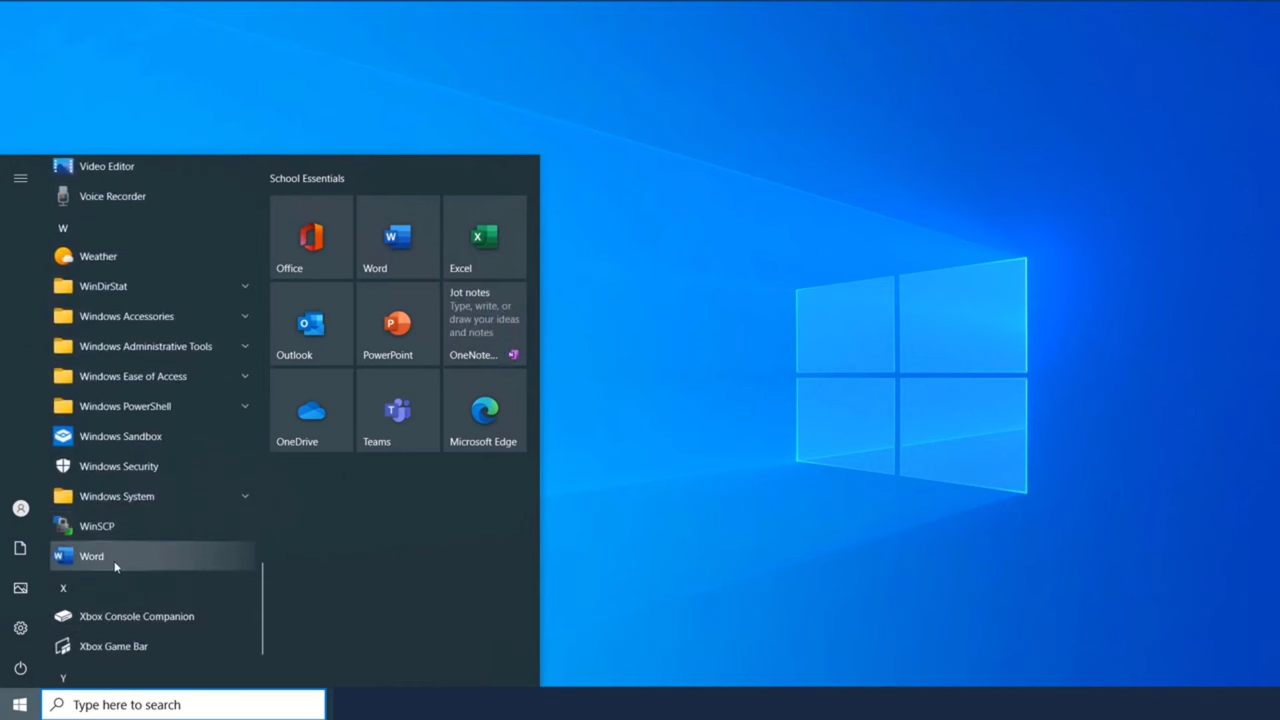 Video Editor
Voice Recorder
W
Weather
WinDirStat
Windows Accessories
Windows Administrative Tools
Windows Ease of Access
Windows PowerShell
Windows Sandbox
Windows Security
Windows System
WinSCP
W Word
X
Xbox Console Companion
Xbox Game Bar
Y
School Essentials
Office
W
Word
X
Excel
O
Outlook
P
PowerPoint
Jot notes
Type, write, or
draw your ideas
and notes
OneNote...
OneDrive
T
Teams
Microsoft Edge
Type here to search